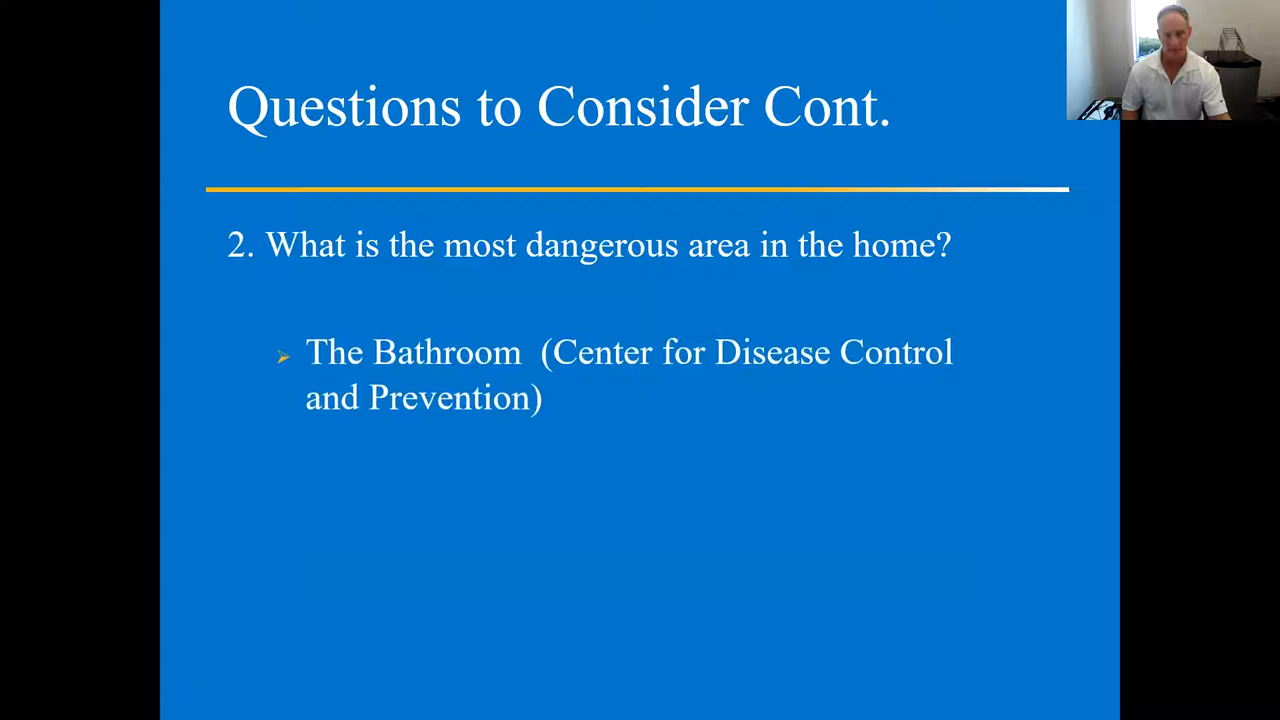 Questions to Consider Cont.
2. What is the most dangerous area in the home?
➢ The Bathroom  (Center for Disease Control
and Prevention)